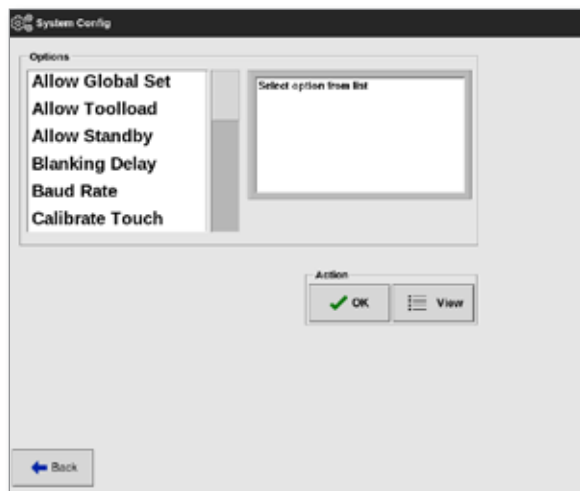 System Config
Options
Allow Global Set
Allow Toolload
Allow Standby
Blanking Delay
Baud Rate
Calibrate Touch
Select option from list
Action
OK
View
Back